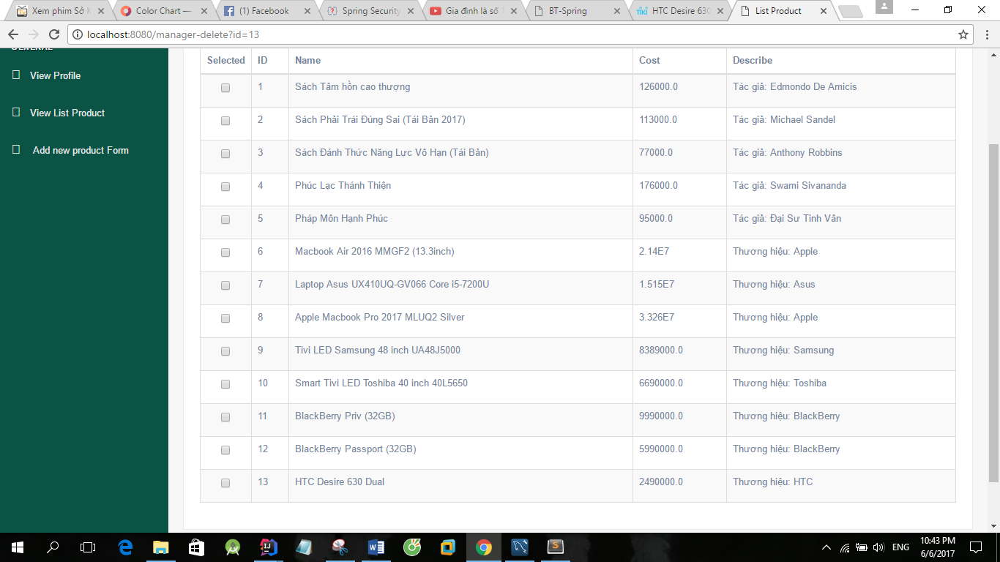 Xem phim Sở K
Color Chart —
(1) Facebook
Spring Security
Gia đình là số 1
BT-Spring
tiki HTC Desire 630
List Product
localhost:8080/manager-delete?id=13
GENERAL
View Profile
View List Product
Add new product Form
Selected ID Name Cost Describe
1 Sách Tâm hồn cao thượng 126000.0 Tác giả: Edmondo De Amicis
2 Sách Phải Trái Đúng Sai (Tái Bản 2017) 113000.0 Tác giả: Michael Sandel
3 Sách Đánh Thức Năng Lực Vô Hạn (Tái Bản) 77000.0 Tác giả: Anthony Robbins
4 Phúc Lạc Thánh Thiện 176000.0 Tác giả: Swami Sivananda
5 Pháp Môn Hạnh Phúc 95000.0 Tác giả: Đại Sư Tinh Vân
6 Macbook Air 2016 MMGF2 (13.3inch) 2.14E7 Thương hiệu: Apple
7 Laptop Asus UX410UQ-GV066 Core i5-7200U 1.515E7 Thương hiệu: Asus
8 Apple Macbook Pro 2017 MLUQ2 Silver 3.326E7 Thương hiệu: Apple
9 Tivi LED Samsung 48 inch UA48J5000 8389000.0 Thương hiệu: Samsung
10 Smart Tivi LED Toshiba 40 inch 40L5650 6690000.0 Thương hiệu: Toshiba
11 BlackBerry Priv (32GB) 9990000.0 Thương hiệu: BlackBerry
12 BlackBerry Passport (32GB) 5990000.0 Thương hiệu: BlackBerry
13 HTC Desire 630 Dual 2490000.0 Thương hiệu: HTC
ENG
10:43 PM
6/6/2017